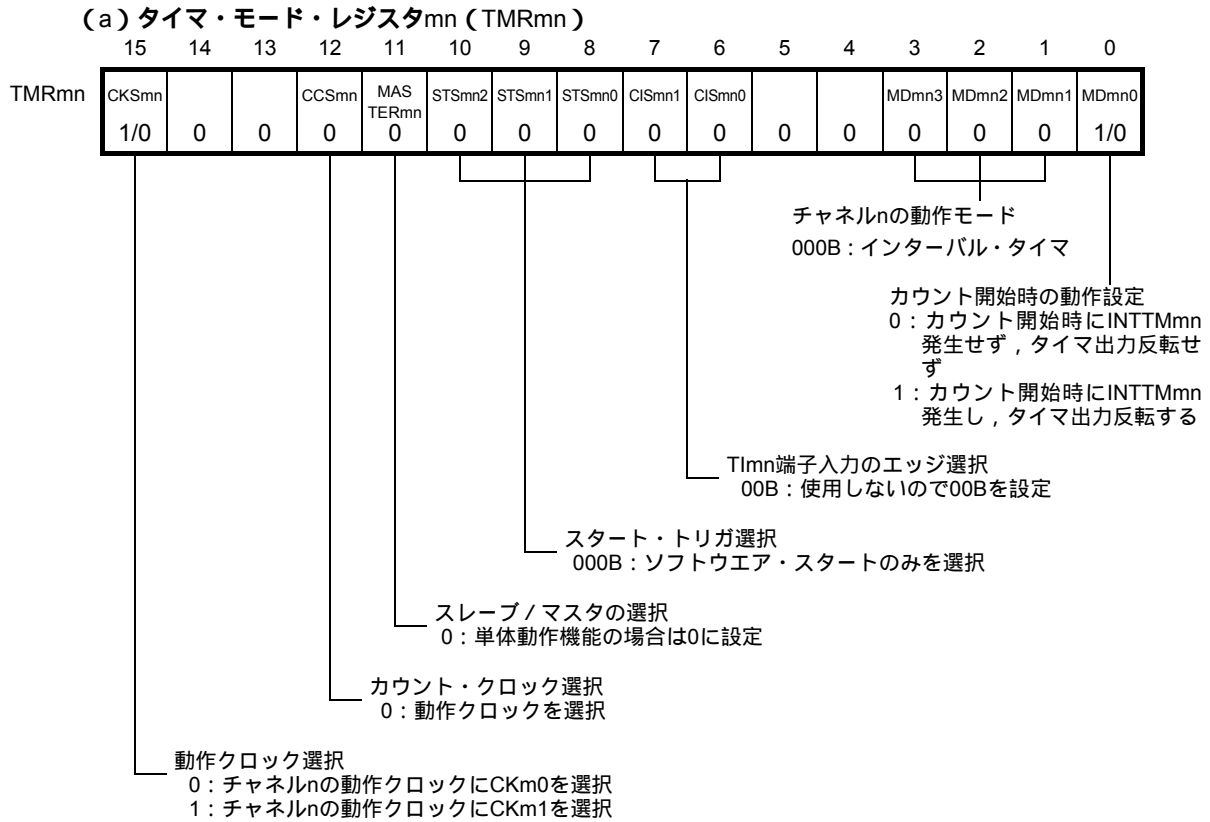 (a)タイマ・モード・レジスタmn(TMRmn)
15 14 13 12 11 10 9 8 7 6 5 4 3 2 1 0
TMRmn CKSmn CCSmn MAS TERmn STSmn2 STSmn1 STSmn0 CISmn1 CISmn0 MDmn3 MDmn2 MDmn1 MDmn0
1/0 0 0 0 0 0 0 0 0 0 0 0 0 0 0 1/0
チャネルnの動作モード
000B:インターバル・タイマ
カウント開始時の動作設定
0:カウント開始時にINTTMmn
発生せず,タイマ出力反転せ
ず
1:カウント開始時にINTTMmn
発生し,タイマ出力反転する
TImn端子入力のエッジ選択
00B:使用しないので00Bを設定
スタート・トリガ選択
000B:ソフトウエア・スタートのみを選択
スレーブ/マスタの選択
0:単体動作機能の場合は0に設定
カウント・クロック選択
0:動作クロックを選択
動作クロック選択
0:チャネルnの動作クロックにCKm0を選択
1:チャネルnの動作クロックにCKm1を選択